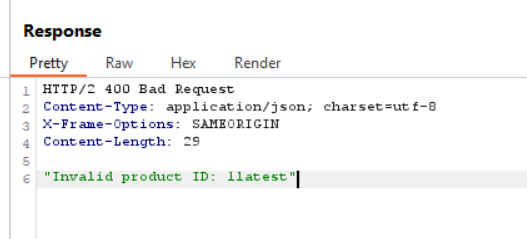 Response
Pretty Raw Hex Render
1 HTTP/2 400 Bad Request
2 Content-Type: application/json; charset=utf-8
3 X-Frame-Options: SAMEORIGIN
4 Content-Length: 29
5
6 "Invalid product ID: llatest"